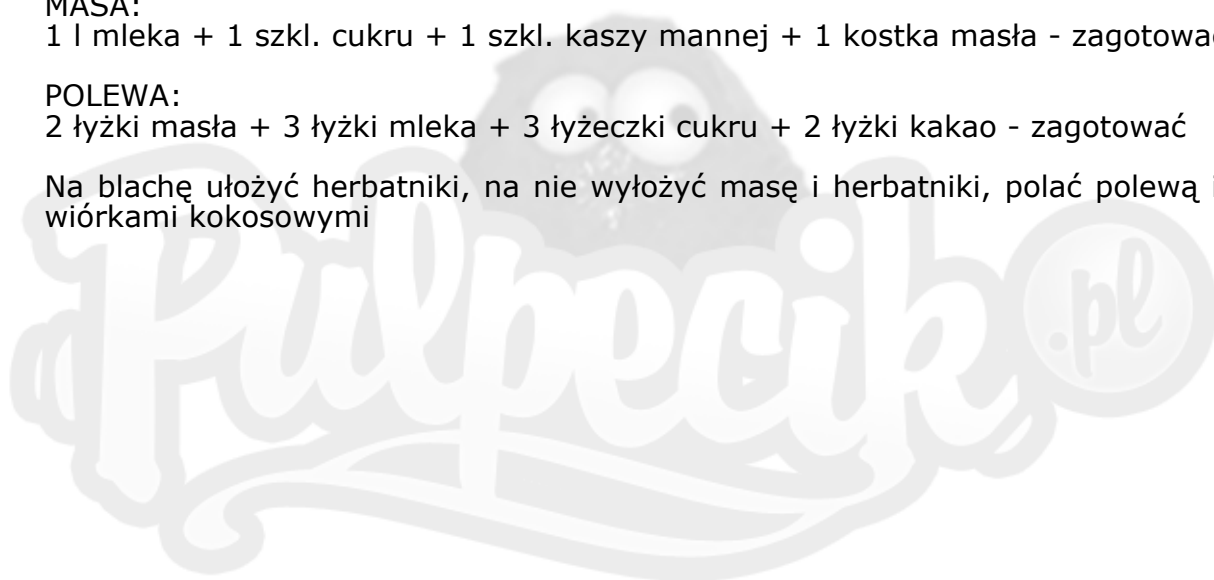 MASA:
1 l mleka + 1 szkl. cukru + 1 szkl. kaszy mannej + 1 kostka masła - zagotować
POLEWA:
2 łyżki masła + 3 łyżki mleka + 3 łyżeczki cukru + 2 łyżki kakao - zagotować
Na blachę ułożyć herbatniki, na nie wyłożyć masę i herbatniki, polać polewą i
wiórkami kokosowymi
Pulpecik.pl